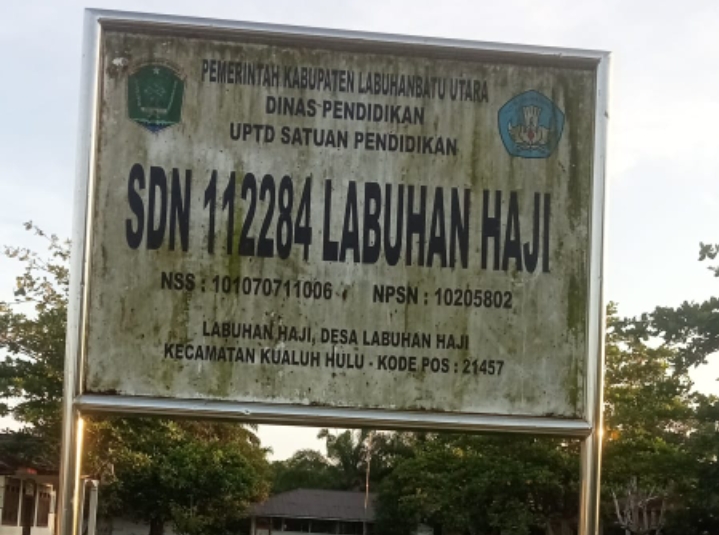 PEMERINTAH KABUPATEN LABUHANBATU UTARA
DINAS PENDIDIKAN
UPTD SATUAN PENDIDIKAN
SDN 112284 LABUHAN HAJI
NSS : 101070711006 NPSN : 10205802
LABUHAN HAJI, DESA LABUHAN HAJI
KECAMATAN KUALUH HULU - KODE POS : 21457